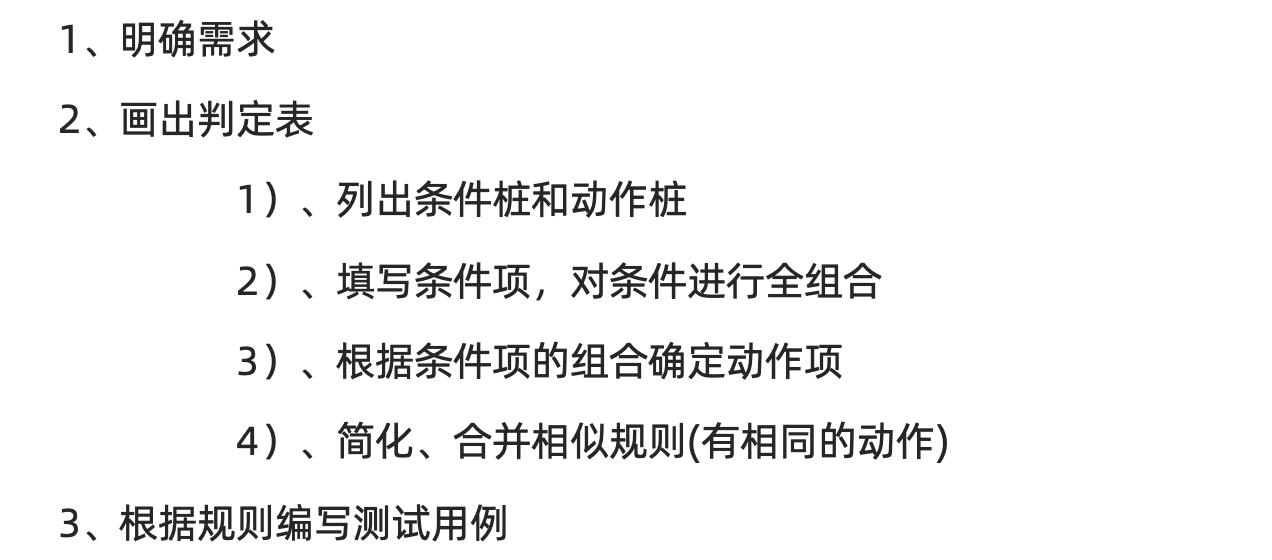 1、明确需求
2、画出判定表
1）、列出条件桩和动作桩
2）、填写条件项，对条件进行全组合
3）、根据条件项的组合确定动作项
4）、简化、合并相似规则(有相同的动作)
3、根据规则编写测试用例